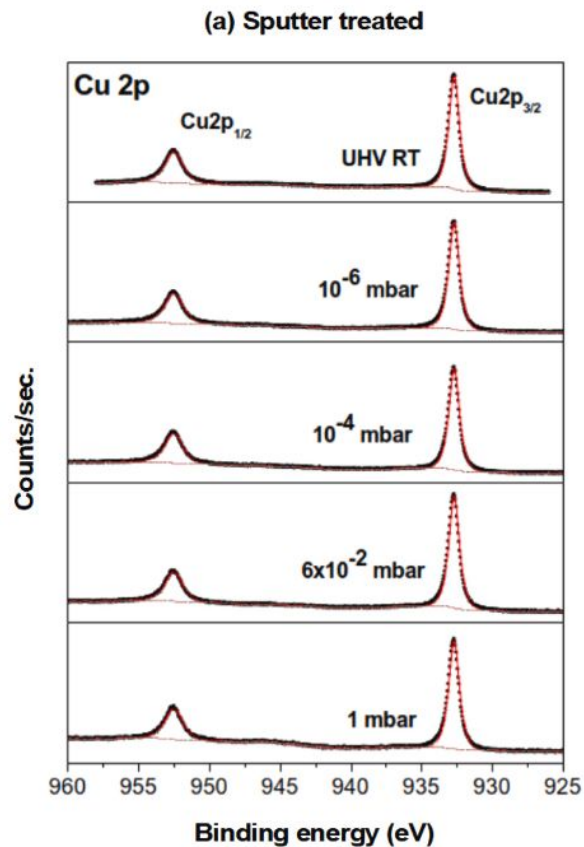 (a) Sputter treated
Cu 2p
Cu2p1/2
Cu2p3/2
UHV RT
10-6 mbar
10-4 mbar
6x10-2 mbar
1 mbar
Counts/sec.
960 955 950 945 940 935 930 925
Binding energy (eV)